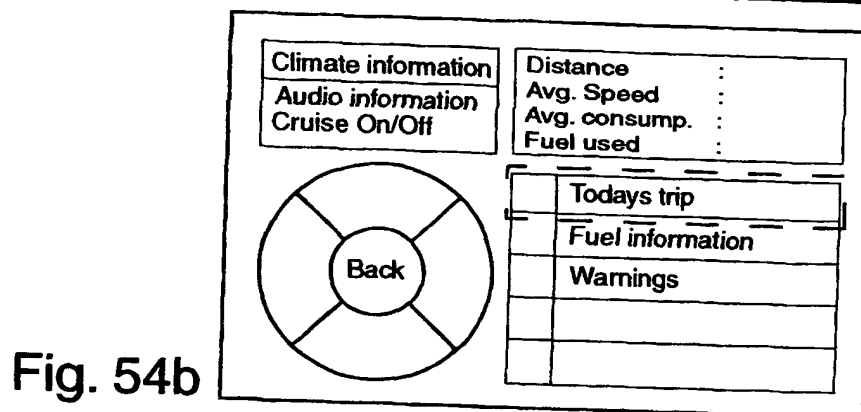 Climate information
Audio information
Cruise On/Off
Distance :
Avg. Speed :
Avg. consump. :
Fuel used :
Todays trip
Fuel information
Warnings
Back
Fig. 54b